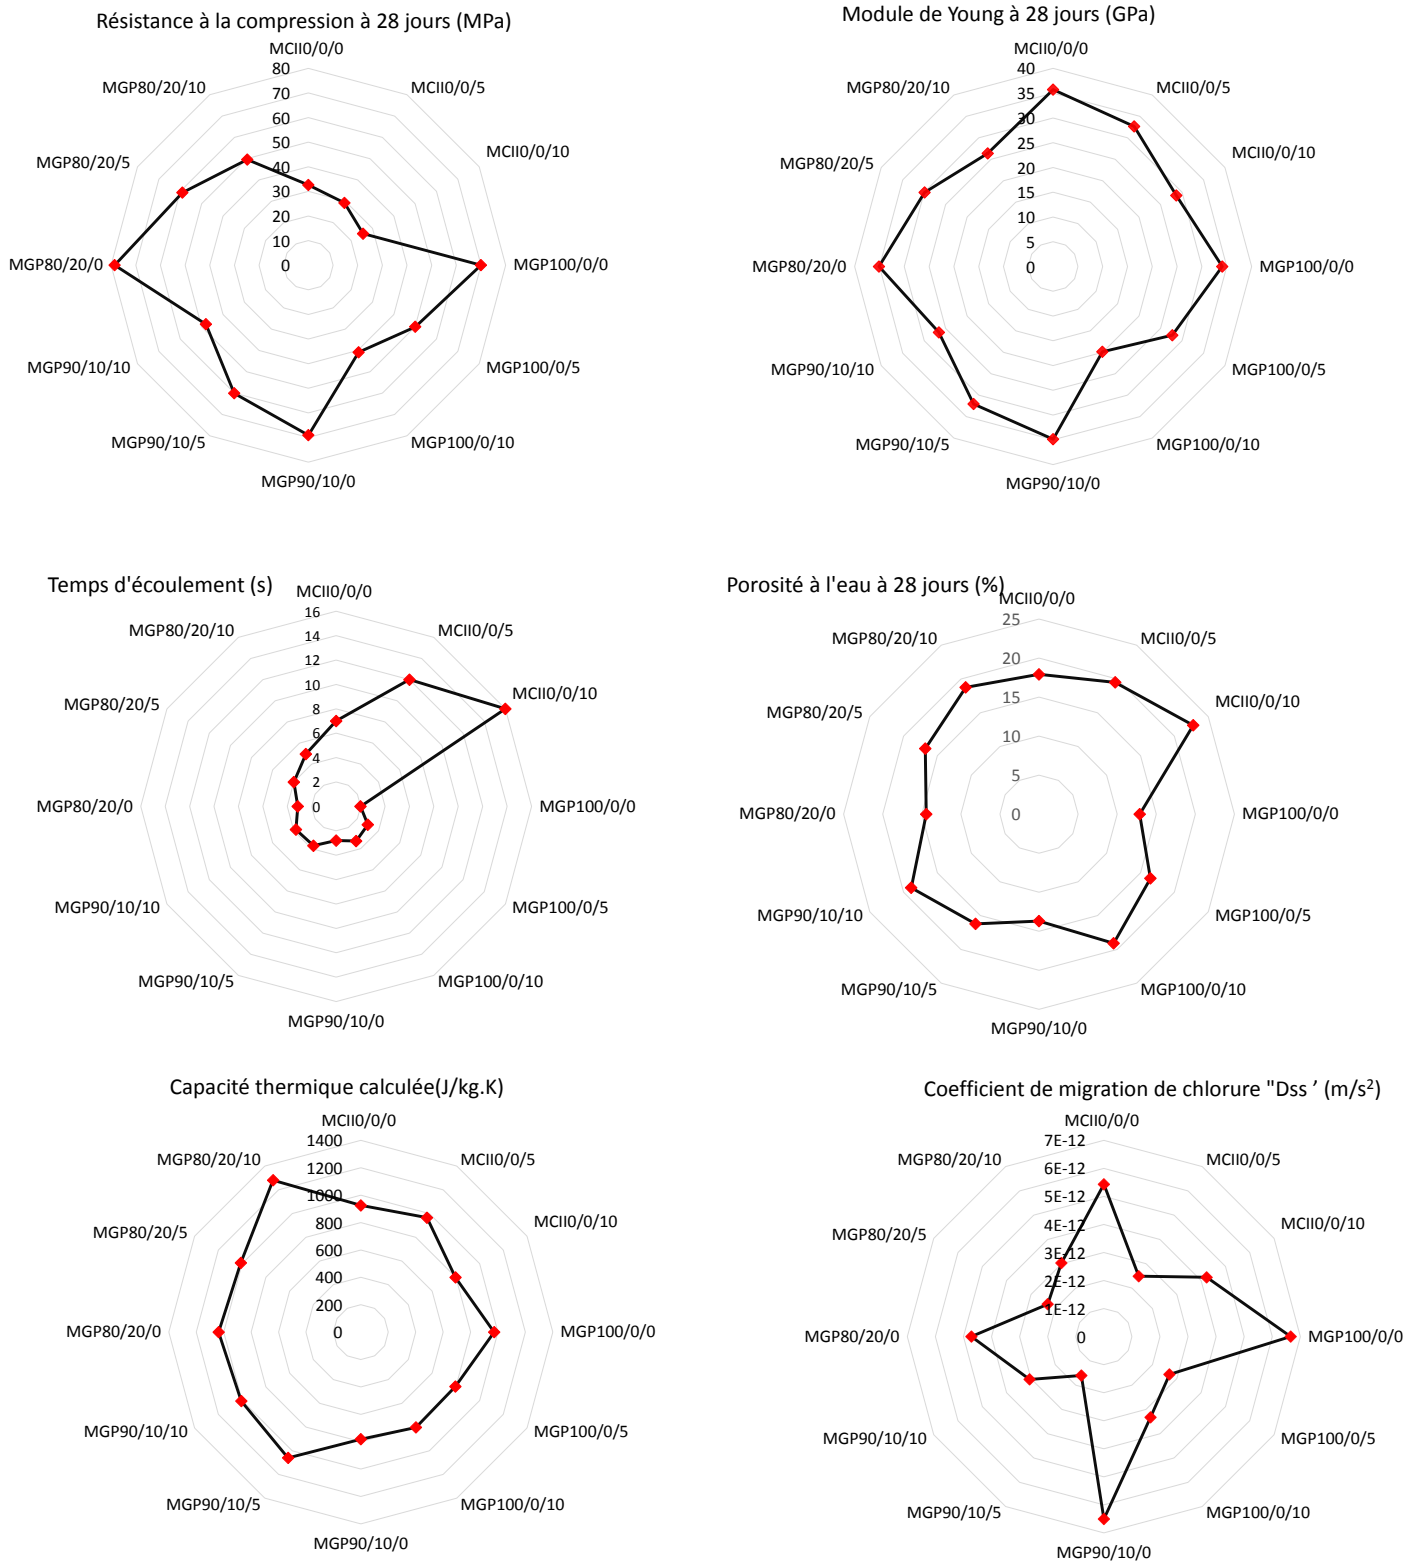 Résistance à la compression à 28 jours (MPa)
MCII0/0/0
MCII0/0/5
MCII0/0/10
MGP100/0/0
MGP100/0/5
MGP100/0/10
MGP90/10/0
MGP90/10/5
MGP90/10/10
MGP80/20/0
MGP80/20/5
MGP80/20/10
80
70
60
50
40
30
20
10
0
Module de Young à 28 jours (GPa)
MCII0/0/0
MCII0/0/5
MCII0/0/10
MGP100/0/0
MGP100/0/5
MGP100/0/10
MGP90/10/0
MGP90/10/5
MGP90/10/10
MGP80/20/0
MGP80/20/5
MGP80/20/10
40
35
30
25
20
15
10
5
0
Temps d'écoulement (s)
MCII0/0/0
MCII0/0/5
MCII0/0/10
MGP100/0/0
MGP100/0/5
MGP100/0/10
MGP90/10/0
MGP90/10/5
MGP90/10/10
MGP80/20/0
MGP80/20/5
MGP80/20/10
16
14
12
10
8
6
4
2
0
Porosité à l'eau à 28 jours (%)
MCII0/0/0
MCII0/0/5
MCII0/0/10
MGP100/0/0
MGP100/0/5
MGP100/0/10
MGP90/10/0
MGP90/10/5
MGP90/10/10
MGP80/20/0
MGP80/20/5
MGP80/20/10
25
20
15
10
5
0
Capacité thermique calculée(J/kg.K)
MCII0/0/0
MCII0/0/5
MCII0/0/10
MGP100/0/0
MGP100/0/5
MGP100/0/10
MGP90/10/0
MGP90/10/5
MGP90/10/10
MGP80/20/0
MGP80/20/5
MGP80/20/10
1400
1200
1000
800
600
400
200
0
Coefficient de migration de chlorure "Dss ’ (m/s²)
MCII0/0/0
MCII0/0/5
MCII0/0/10
MGP100/0/0
MGP100/0/5
MGP100/0/10
MGP90/10/0
MGP90/10/5
MGP90/10/10
MGP80/20/0
MGP80/20/5
MGP80/20/10
7E-12
6E-12
5E-12
4E-12
3E-12
2E-12
1E-12
0